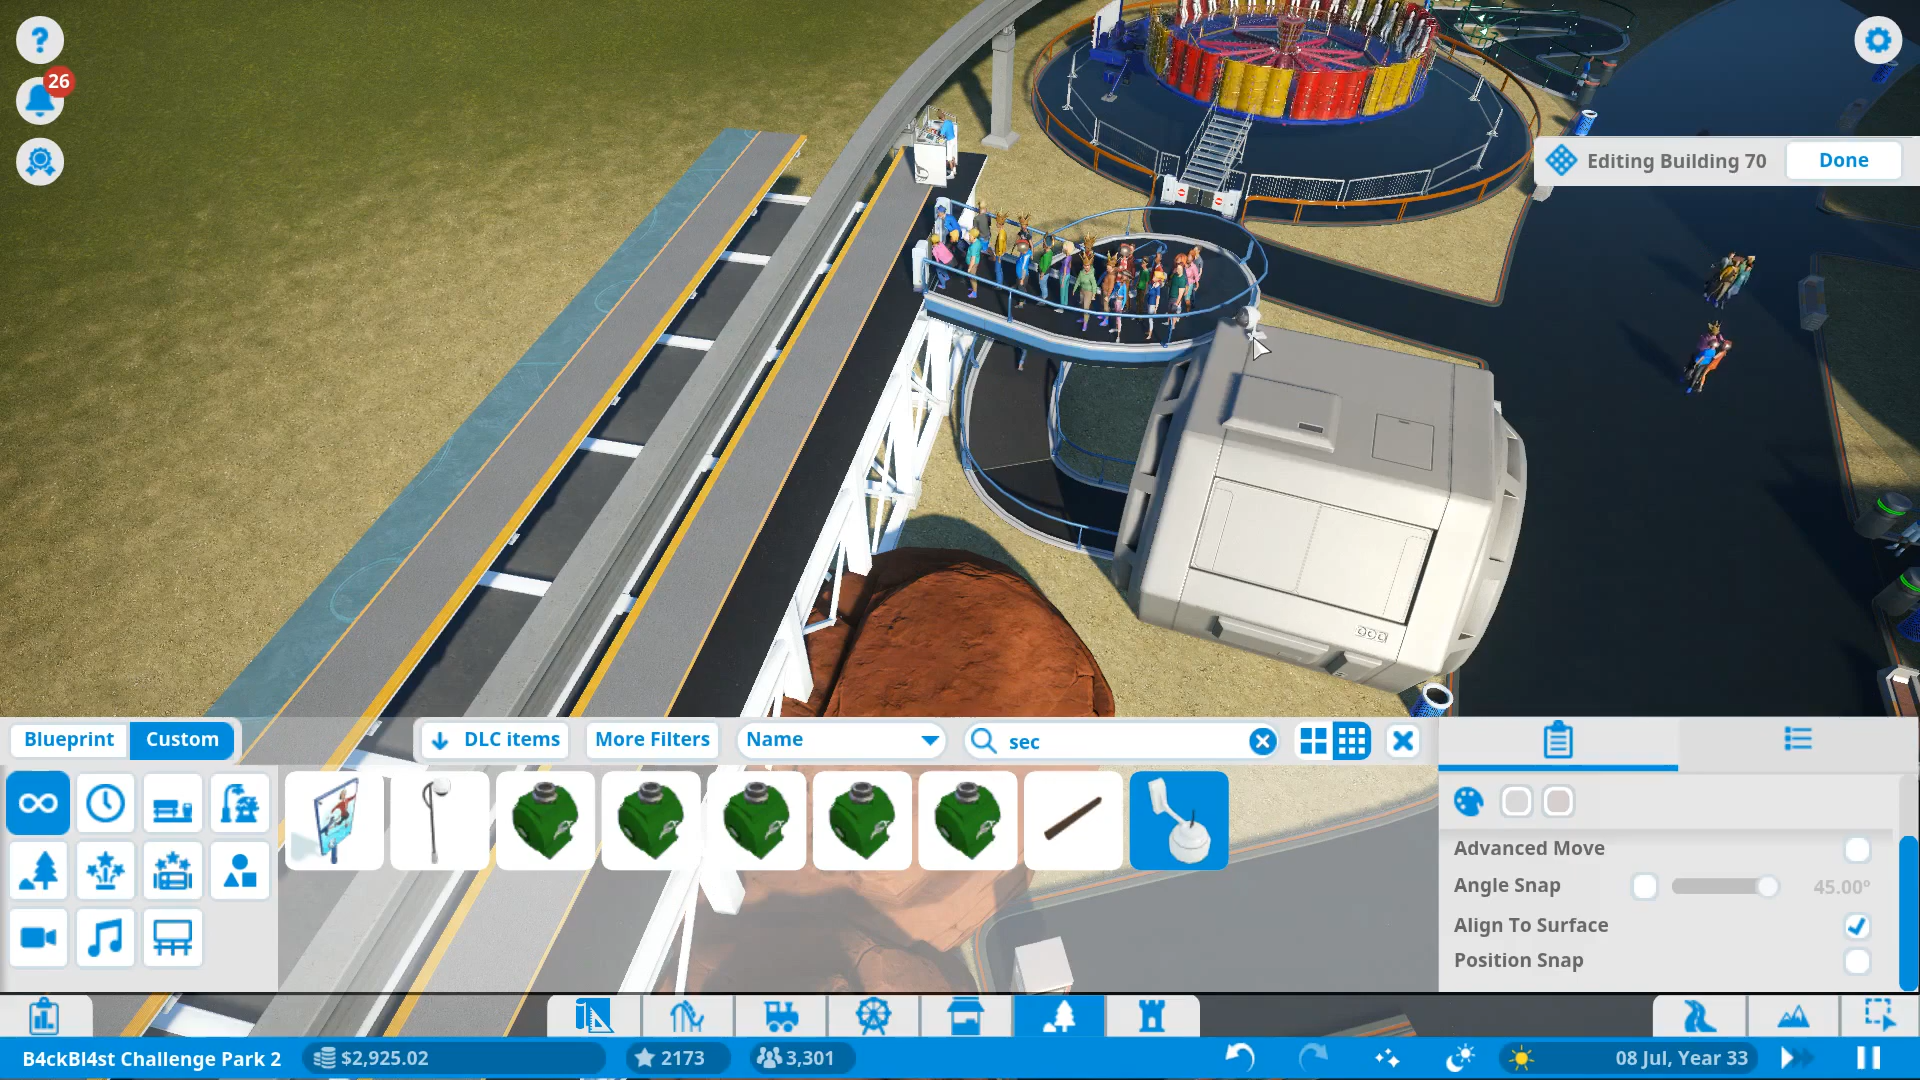 ?
26
Editing Building 70
Done
Blueprint
Custom
DLC items
More Filters
Name
sec
Advanced Move
Angle Snap
45.00°
Align To Surface
Position Snap
B4ckBl4st Challenge Park 2
$2,925.02
2173
3,301
08 Jul, Year 33